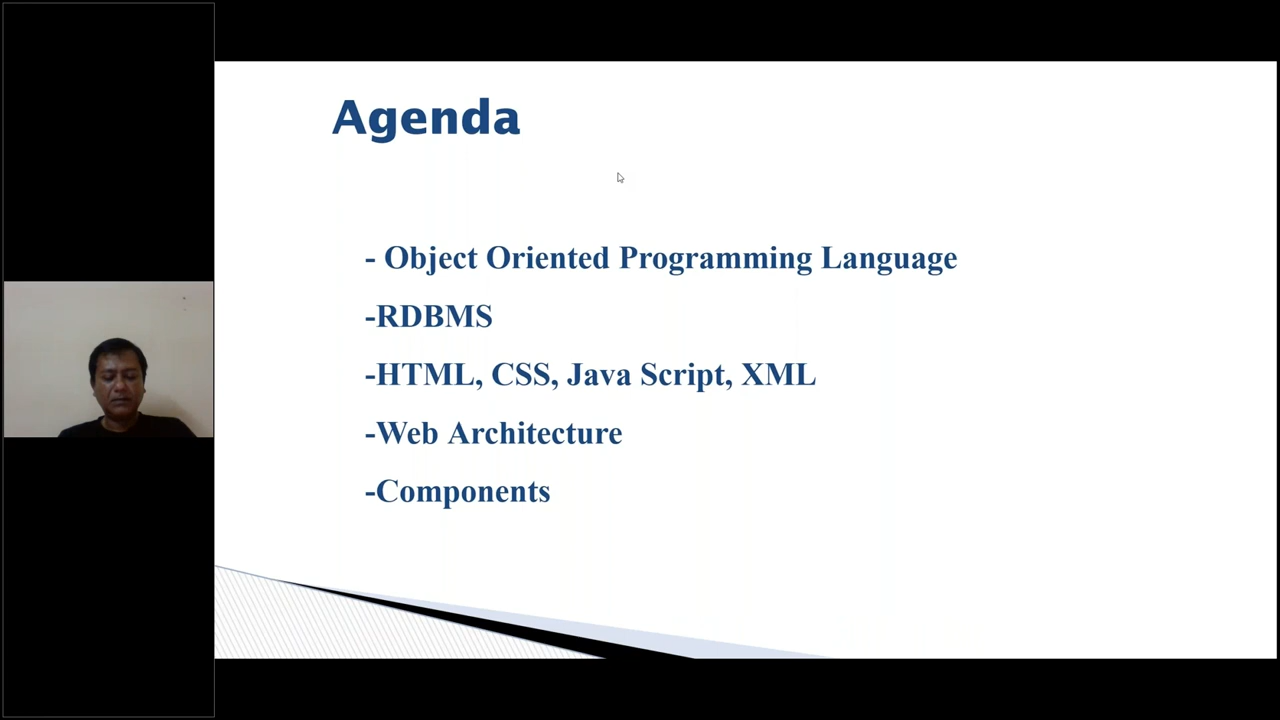 Agenda
- Object Oriented Programming Language
-RDBMS
-HTML, CSS, Java Script, XML
-Web Architecture
-Components